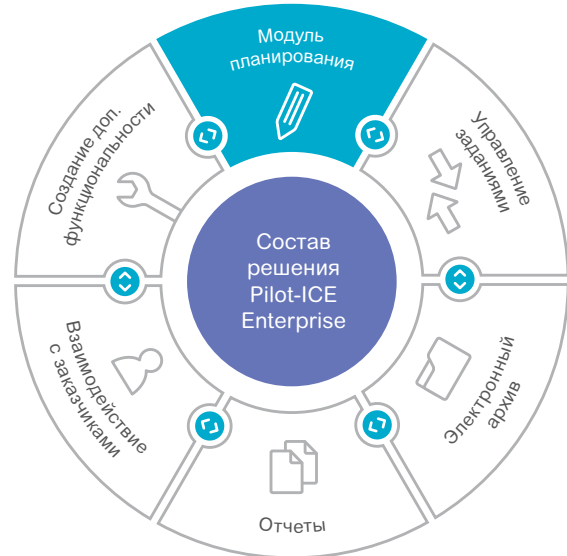 Модуль
планирования
Управление
заданиями
Электронный
архив
Отчеты
Взаимодействие
с заказчиками
Создание доп.
функциональности
Состав
решения
Pilot-ICE
Enterprise